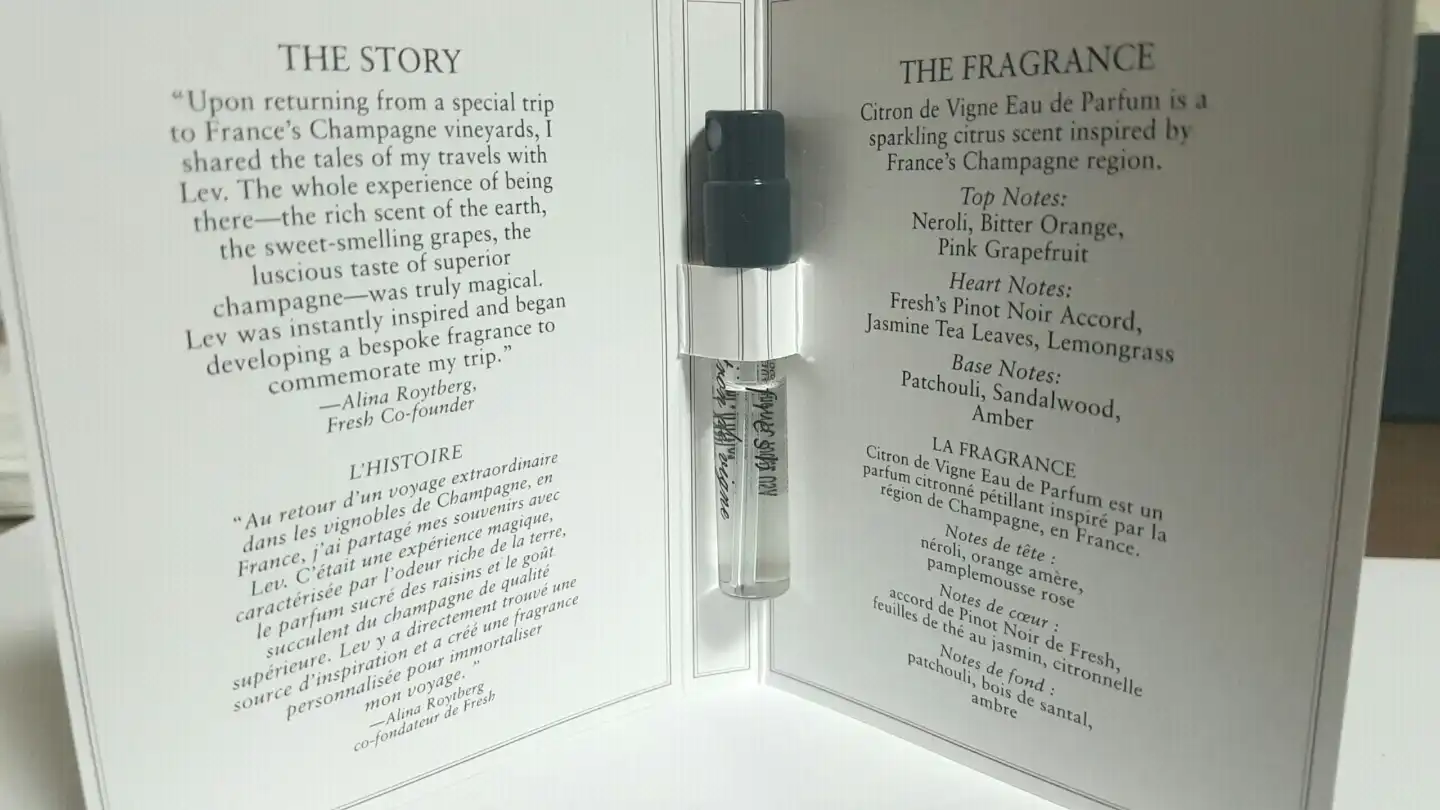 THE STORY
“Upon returning from a special trip
to France’s Champagne vineyards, I
shared the tales of my travels with
Lev. The whole experience of being
there—the rich scent of the earth,
the sweet-smelling grapes, the
luscious taste of superior
champagne—was truly magical.
Lev was instantly inspired and began
developing a bespoke fragrance to
commemorate my trip.”
—Alina Roytberg,
Fresh Co-founder
L’HISTOIRE
“Au retour d’un voyage extraordinaire
dans les vignobles de Champagne, en
France, j’ai partagé mes souvenirs avec
Lev. C’était une expérience magique,
caractérisée par l’odeur riche de la terre,
le parfum sucré des raisins et le goût
succulent du champagne de qualité
supérieure. Lev y a directement trouvé une
source d’inspiration et a créé une fragrance
personnalisée pour immortaliser
mon voyage.”
—Alina Roytberg
co-fondateur de Fresh
vigne
THE FRAGRANCE
Citron de Vigne Eau de Parfum is a
sparkling citrus scent inspired by
France’s Champagne region.
Top Notes:
Neroli, Bitter Orange,
Pink Grapefruit
Heart Notes:
Fresh’s Pinot Noir Accord,
Jasmine Tea Leaves, Lemongrass
Base Notes:
Patchouli, Sandalwood,
Amber
LA FRAGRANCE
Citron de Vigne Eau de Parfum est un
parfum citronné pétillant inspiré par la
région de Champagne, en France.
Notes de tête :
néroli, orange amère,
pamplemousse rose
Notes de cœur :
accord de Pinot Noir de Fresh,
feuilles de thé au jasmin, citronnelle
Notes de fond :
patchouli, bois de santal,
ambre